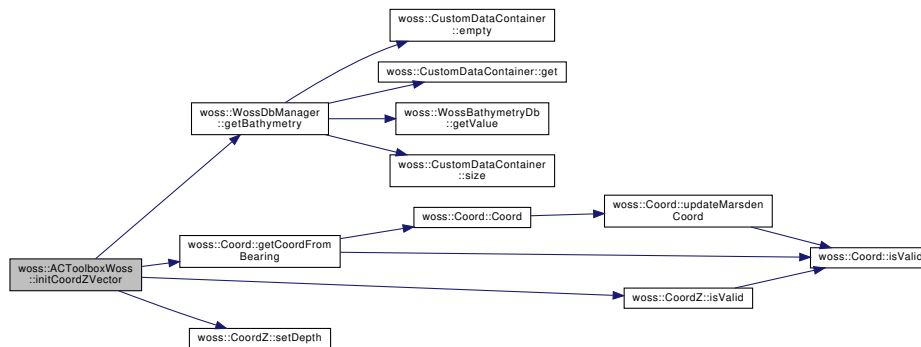 woss::CustomDataContainer
::empty
woss::CustomDataContainer::get
woss::WossDbManager
::getBathymetry
woss::WossBathymetryDb
::getValue
woss::CustomDataContainer
::size
woss::Coord::updateMarsden
Coord
woss::Coord::Coord
woss::Coord::getCoordFrom
Bearing
woss::Coord::isValid
woss::ACToolboxWoss
::initCoordZVector
woss::CoordZ::isValid
woss::CoordZ::setDepth